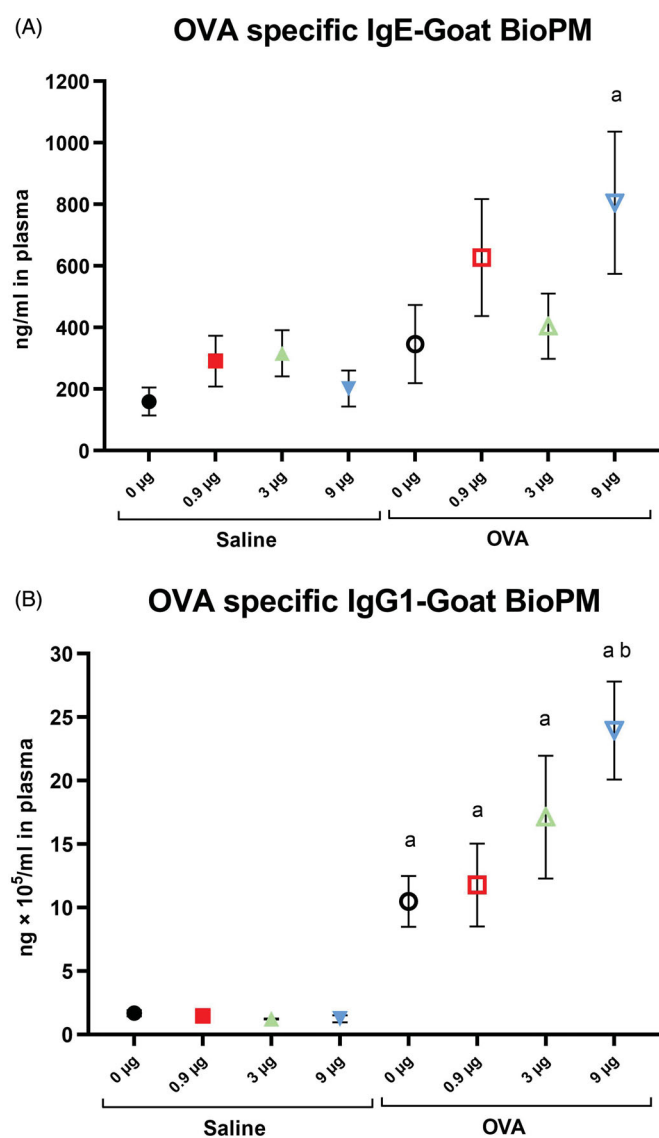 (A)
OVA specific IgE-Goat BioPM
1200
1000
800
600
400
200
0
ng/ml in plasma
a
0 µg
0.9 µg
3 µg
9 µg
0 µg
0.9 µg
3 µg
9 µg
Saline
OVA
(B)
OVA specific IgG1-Goat BioPM
30
25
20
15
10
5
0
ng × 10⁵/ml in plasma
a
a
a
a b
0 µg
0.9 µg
3 µg
9 µg
0 µg
0.9 µg
3 µg
9 µg
Saline
OVA